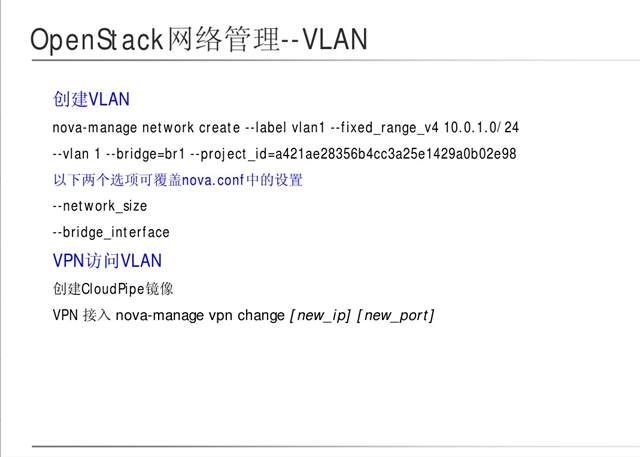 OpenStack网络管理--VLAN
创建VLAN
nova-manage network create --label vlan1 --fixed_range_v4 10.0.1.0/24
--vlan 1 --bridge=br1 --project_id=a421ae28356b4cc3a25e1429a0b02e98
以下两个选项可覆盖nova.conf中的设置
--network_size
--bridge_interface
VPN访问VLAN
创建CloudPipe镜像
VPN 接入 nova-manage vpn change [new_ip] [new_port]